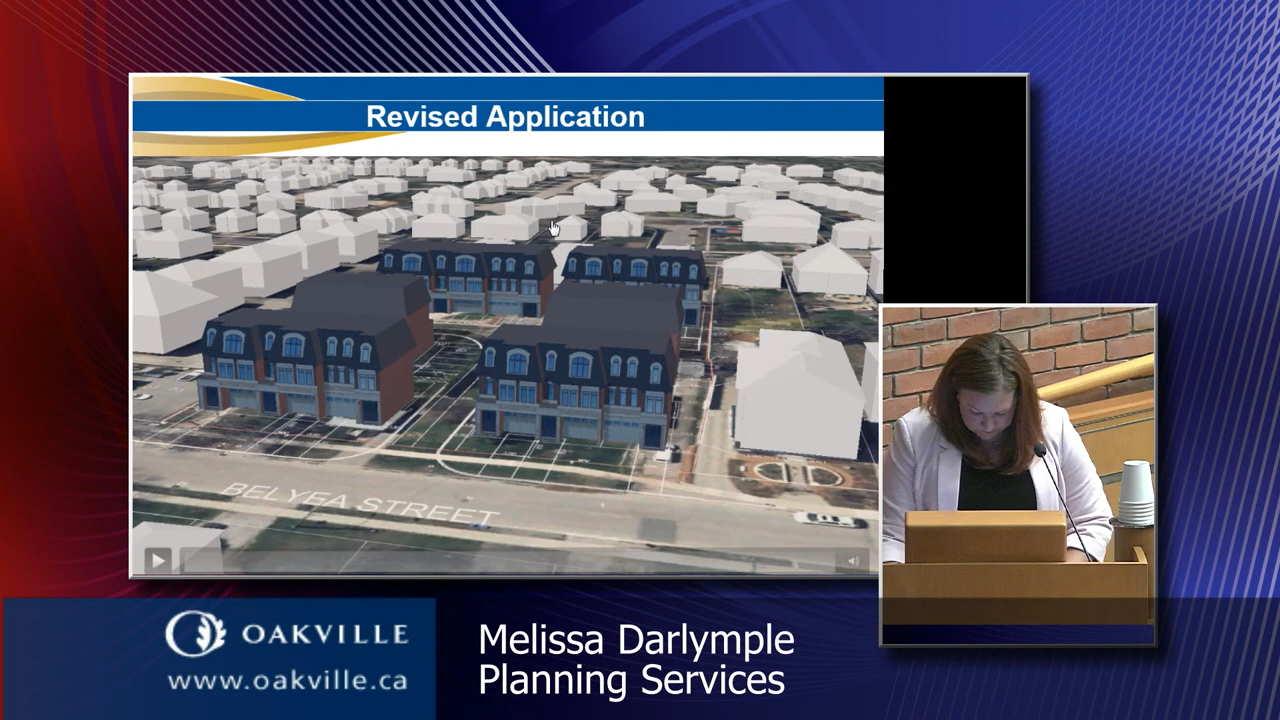 Revised Application
BELYEA STREET
OAKVILLE
www.oakville.ca
Melissa Darlymple
Planning Services